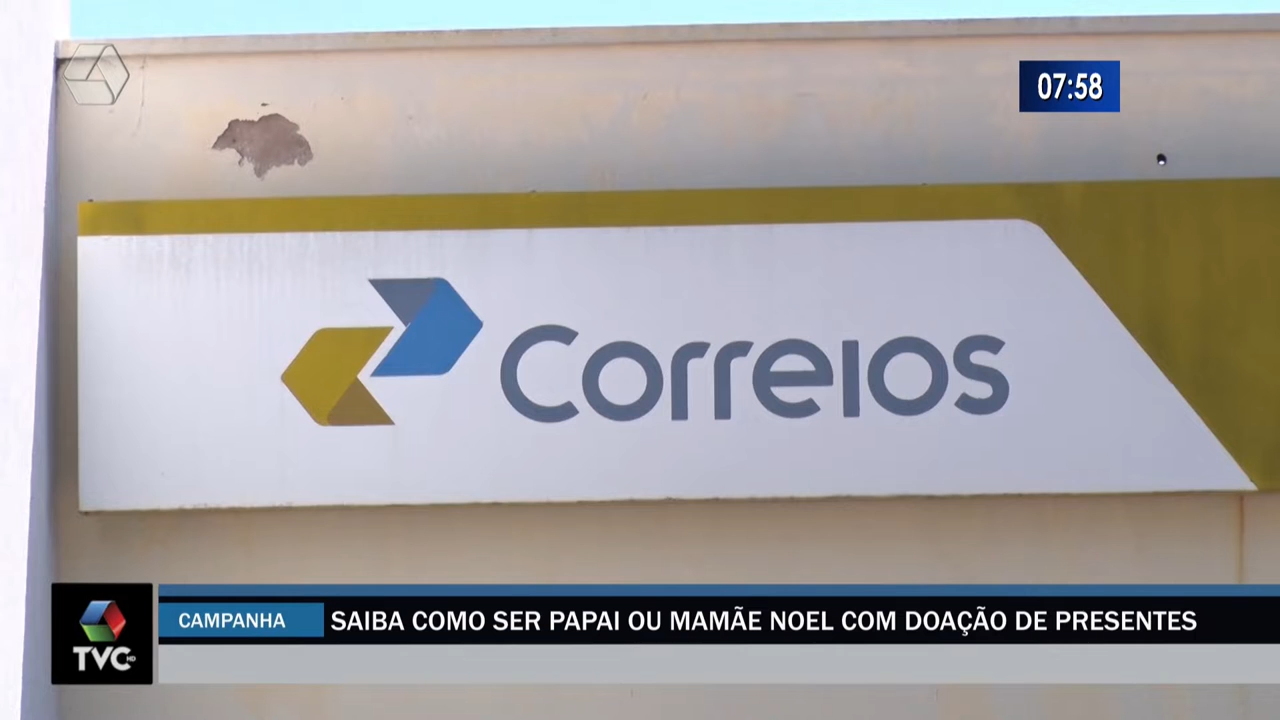 07:58
Correios
CAMPANHA
SAIBA COMO SER PAPAI OU MAMÃE NOEL COM DOAÇÃO DE PRESENTES
TVC HD